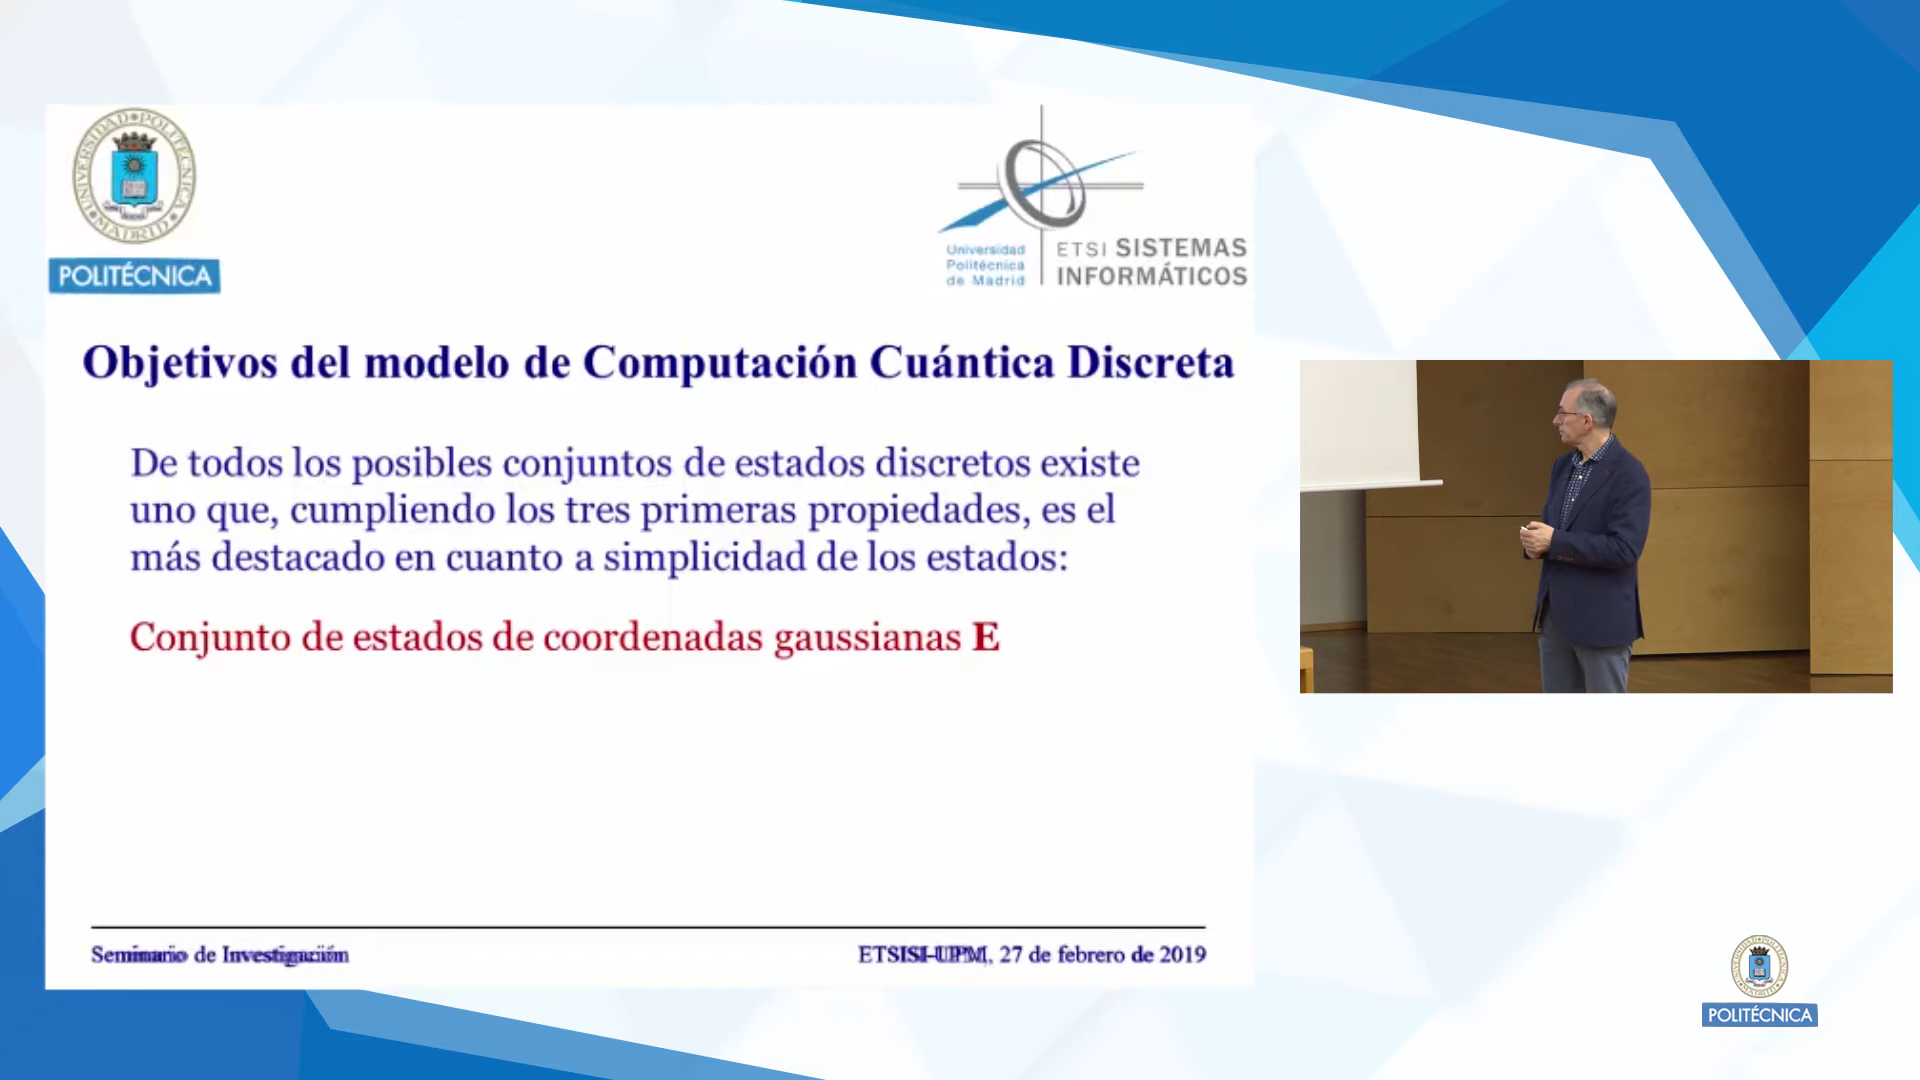 UNIVERSIDAD POLITÉCNICA
MADRID
POLITÉCNICA
Universidad
Politécnica
de Madrid
ETSI SISTEMAS
INFORMÁTICOS
Objetivos del modelo de Computación Cuántica Discreta
De todos los posibles conjuntos de estados discretos existe
uno que, cumpliendo los tres primeras propiedades, es el
más destacado en cuanto a simplicidad de los estados:
Conjunto de estados de coordenadas gaussianas E
Seminario de Investigación
ETSISI-UPM, 27 de febrero de 2019
POLITÉCNICA